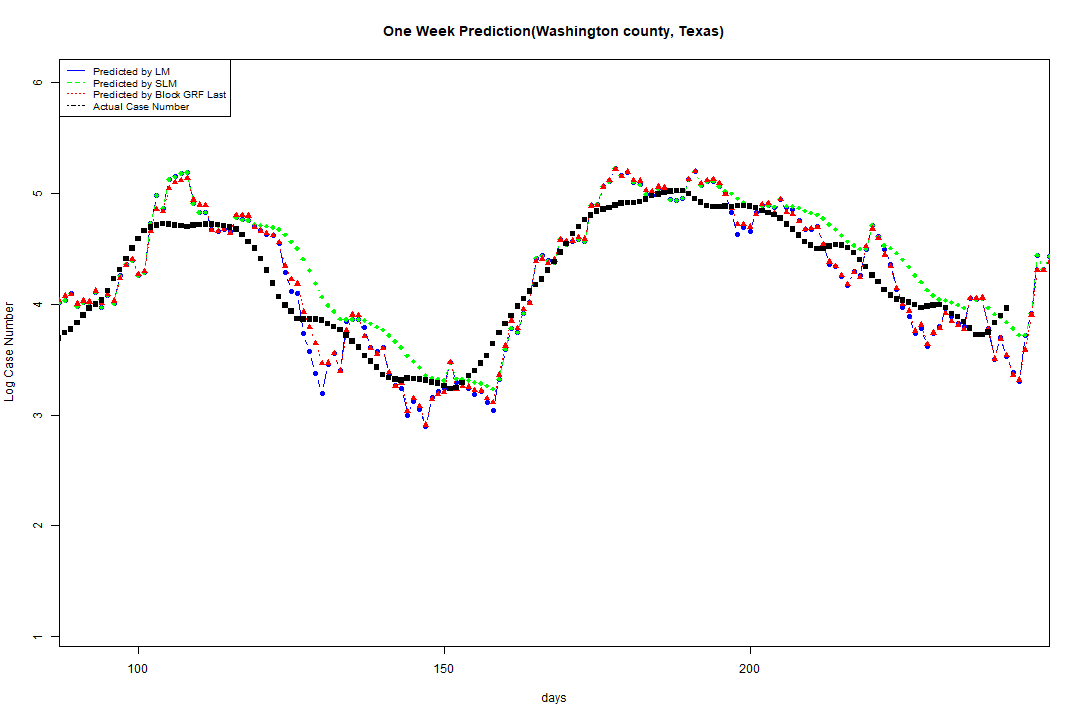 One Week Prediction(Washington county, Texas)
Predicted by LM
Predicted by SLM
Predicted by Block GRF Last
Actual Case Number
6
5
4
3
2
1
Log Case Number
100 150 200
days